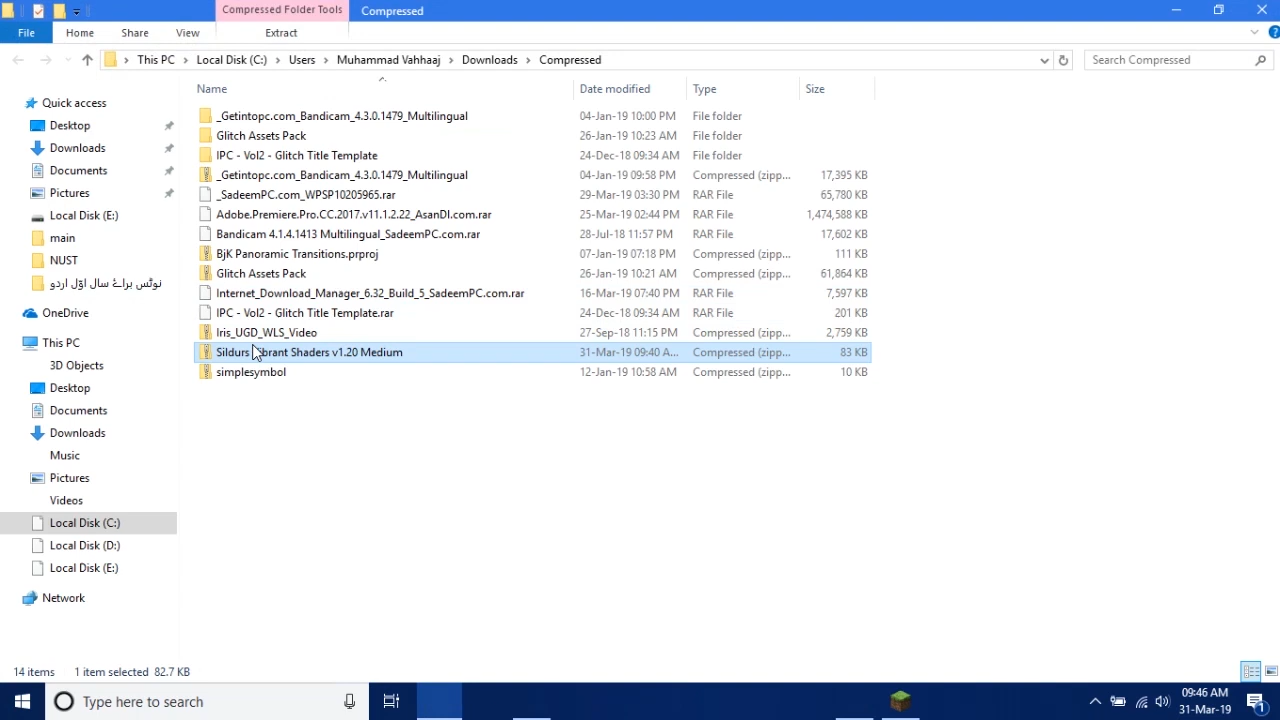 Compressed Folder Tools
Compressed
File
Home
Share
View
Extract
This PC
Local Disk (C:)
Users
Muhammad Vahhaaj
Downloads
Compressed
Search Compressed
Name
Date modified
Type
Size
Quick access
Desktop
Downloads
Documents
Pictures
Local Disk (E:)
main
NUST
نوٹس براۓ سال اوّل اردو
OneDrive
This PC
3D Objects
Desktop
Documents
Downloads
Music
Pictures
Videos
Local Disk (C:)
Local Disk (D:)
Local Disk (E:)
Network
_Getintopc.com_Bandicam_4.3.0.1479_Multilingual 04-Jan-19 10:00 PM File folder
Glitch Assets Pack 26-Jan-19 10:23 AM File folder
IPC - Vol2 - Glitch Title Template 24-Dec-18 09:34 AM File folder
_Getintopc.com_Bandicam_4.3.0.1479_Multilingual 04-Jan-19 09:58 PM Compressed (zipp... 17,395 KB
_SadeemPC.com_WPSP10205965.rar 29-Mar-19 03:30 PM RAR File 65,780 KB
Adobe.Premiere.Pro.CC.2017.v11.1.2.22_AsanDl.com.rar 25-Mar-19 02:44 PM RAR File 1,474,588 KB
Bandicam 4.1.4.1413 Multilingual_SadeemPC.com.rar 28-Jul-18 11:57 PM RAR File 17,602 KB
BjK Panoramic Transitions.prproj 07-Jan-19 07:18 PM Compressed (zipp... 111 KB
Glitch Assets Pack 26-Jan-19 10:21 AM Compressed (zipp... 61,864 KB
Internet_Download_Manager_6.32_Build_5_SadeemPC.com.rar 16-Mar-19 07:40 PM RAR File 7,597 KB
IPC - Vol2 - Glitch Title Template.rar 24-Dec-18 09:34 AM RAR File 201 KB
Iris_UGD_WLS_Video 27-Sep-18 11:15 PM Compressed (zipp... 2,759 KB
Sildurs Vibrant Shaders v1.20 Medium 31-Mar-19 09:40 A... Compressed (zipp... 83 KB
simplesymbol 12-Jan-19 10:58 AM Compressed (zipp... 10 KB
14 items 1 item selected 82.7 KB
Type here to search
09:46 AM
31-Mar-19
1